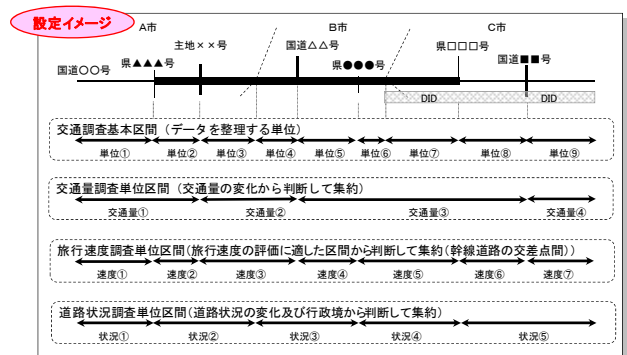 設定イメージ
A市 B市 C市
主地××号 国道△△号 県□□□号
国道○○号 県▲▲▲号 県●●●号 国道■■号
DID DID
交通調査基本区間（データを整理する単位）
単位① 単位② 単位③ 単位④ 単位⑤ 単位⑥ 単位⑦ 単位⑧ 単位⑨
交通量調査単位区間（交通量の変化から判断して集約）
交通量① 交通量② 交通量③ 交通量④
旅行速度調査単位区間(旅行速度の評価に適した区間から判断して集約(幹線道路の交差点間))
速度① 速度② 速度③ 速度④ 速度⑤ 速度⑥ 速度⑦
道路状況調査単位区間(道路状況の変化及び行政境から判断して集約)
状況① 状況② 状況③ 状況④ 状況⑤